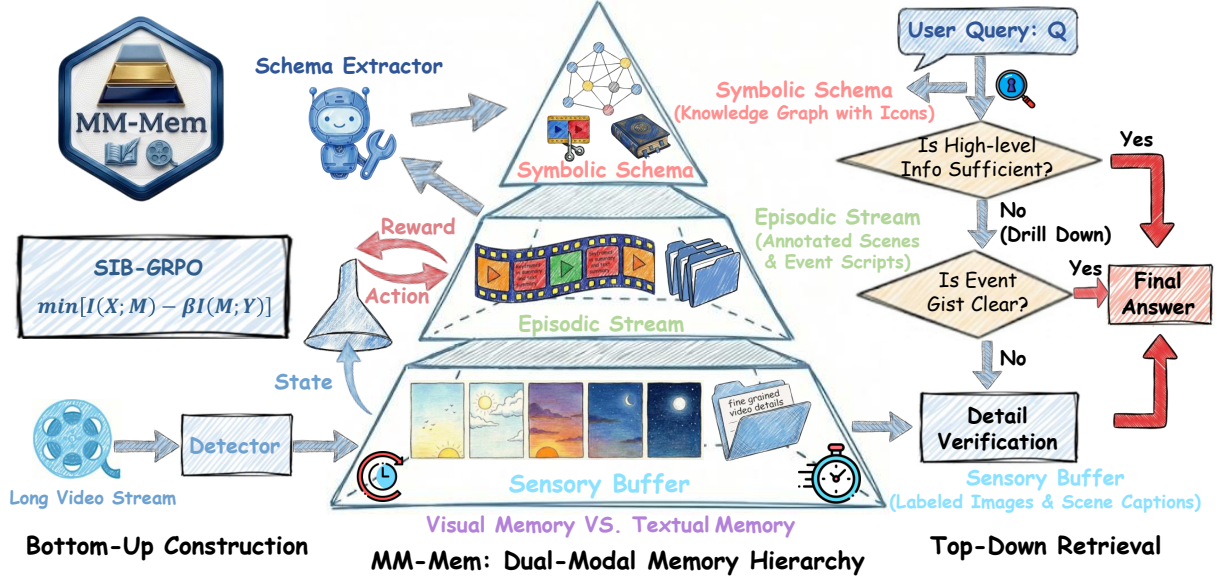 MM-Mem
Schema Extractor
SIB-GRPO
min[I(X; M) − βI(M; Y)]
State
Reward
Action
Long Video Stream
Detector
Bottom-Up Construction
Symbolic Schema
Episodic Stream
fine grained
video details
Sensory Buffer
Visual Memory VS. Textual Memory
MM-Mem: Dual-Modal Memory Hierarchy
User Query: Q
Symbolic Schema
(Knowledge Graph with Icons)
Is High-level
Info Sufficient?
Yes
No
(Drill Down)
Episodic Stream
(Annotated Scenes
& Event Scripts)
Is Event
Gist Clear?
Yes
Final
Answer
No
Detail
Verification
Sensory Buffer
(Labeled Images & Scene Captions)
Top-Down Retrieval